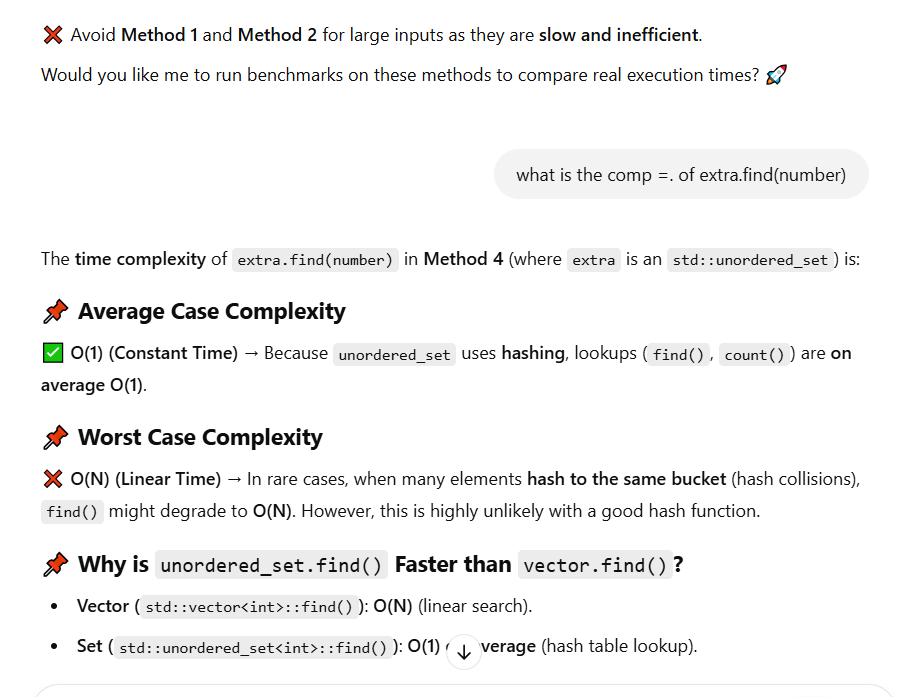 ❌ Avoid Method 1 and Method 2 for large inputs as they are slow and inefficient.
Would you like me to run benchmarks on these methods to compare real execution times? 🚀
what is the comp =. of extra.find(number)
The time complexity of extra.find(number) in Method 4 (where extra is an std::unordered_set) is:
📌 Average Case Complexity
✅ O(1) (Constant Time) → Because unordered_set uses hashing, lookups (find(), count()) are on
average O(1).
📌 Worst Case Complexity
❌ O(N) (Linear Time) → In rare cases, when many elements hash to the same bucket (hash collisions),
find() might degrade to O(N). However, this is highly unlikely with a good hash function.
📌 Why is unordered_set.find() Faster than vector.find()?
• Vector (std::vector<int>::find()): O(N) (linear search).
• Set (std::unordered_set<int>::find()): O(1) verage (hash table lookup).